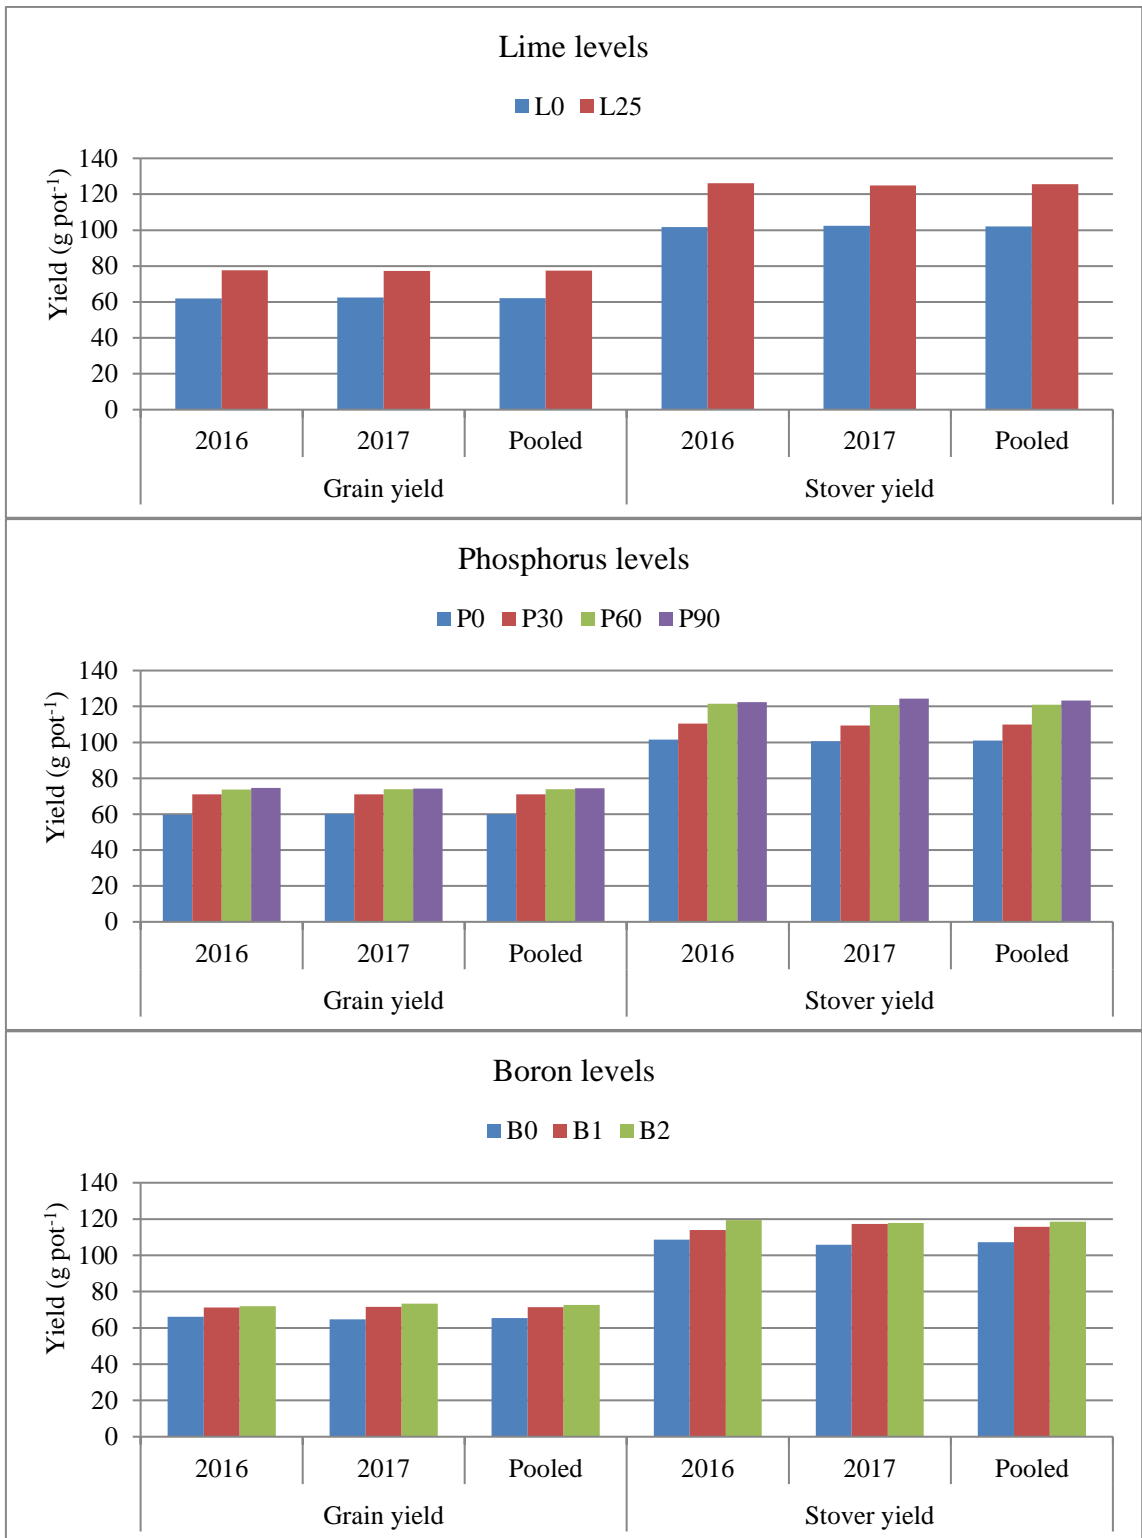 Lime levels
L0 L25
140
120
100
80
60
40
20
0
Yield (g pot⁻¹)
2016 2017 Pooled 2016 2017 Pooled
Grain yield Stover yield
Phosphorus levels
P0 P30 P60 P90
140
120
100
80
60
40
20
0
Yield (g pot⁻¹)
2016 2017 Pooled 2016 2017 Pooled
Grain yield Stover yield
Boron levels
B0 B1 B2
140
120
100
80
60
40
20
0
Yield (g pot⁻¹)
2016 2017 Pooled 2016 2017 Pooled
Grain yield Stover yield